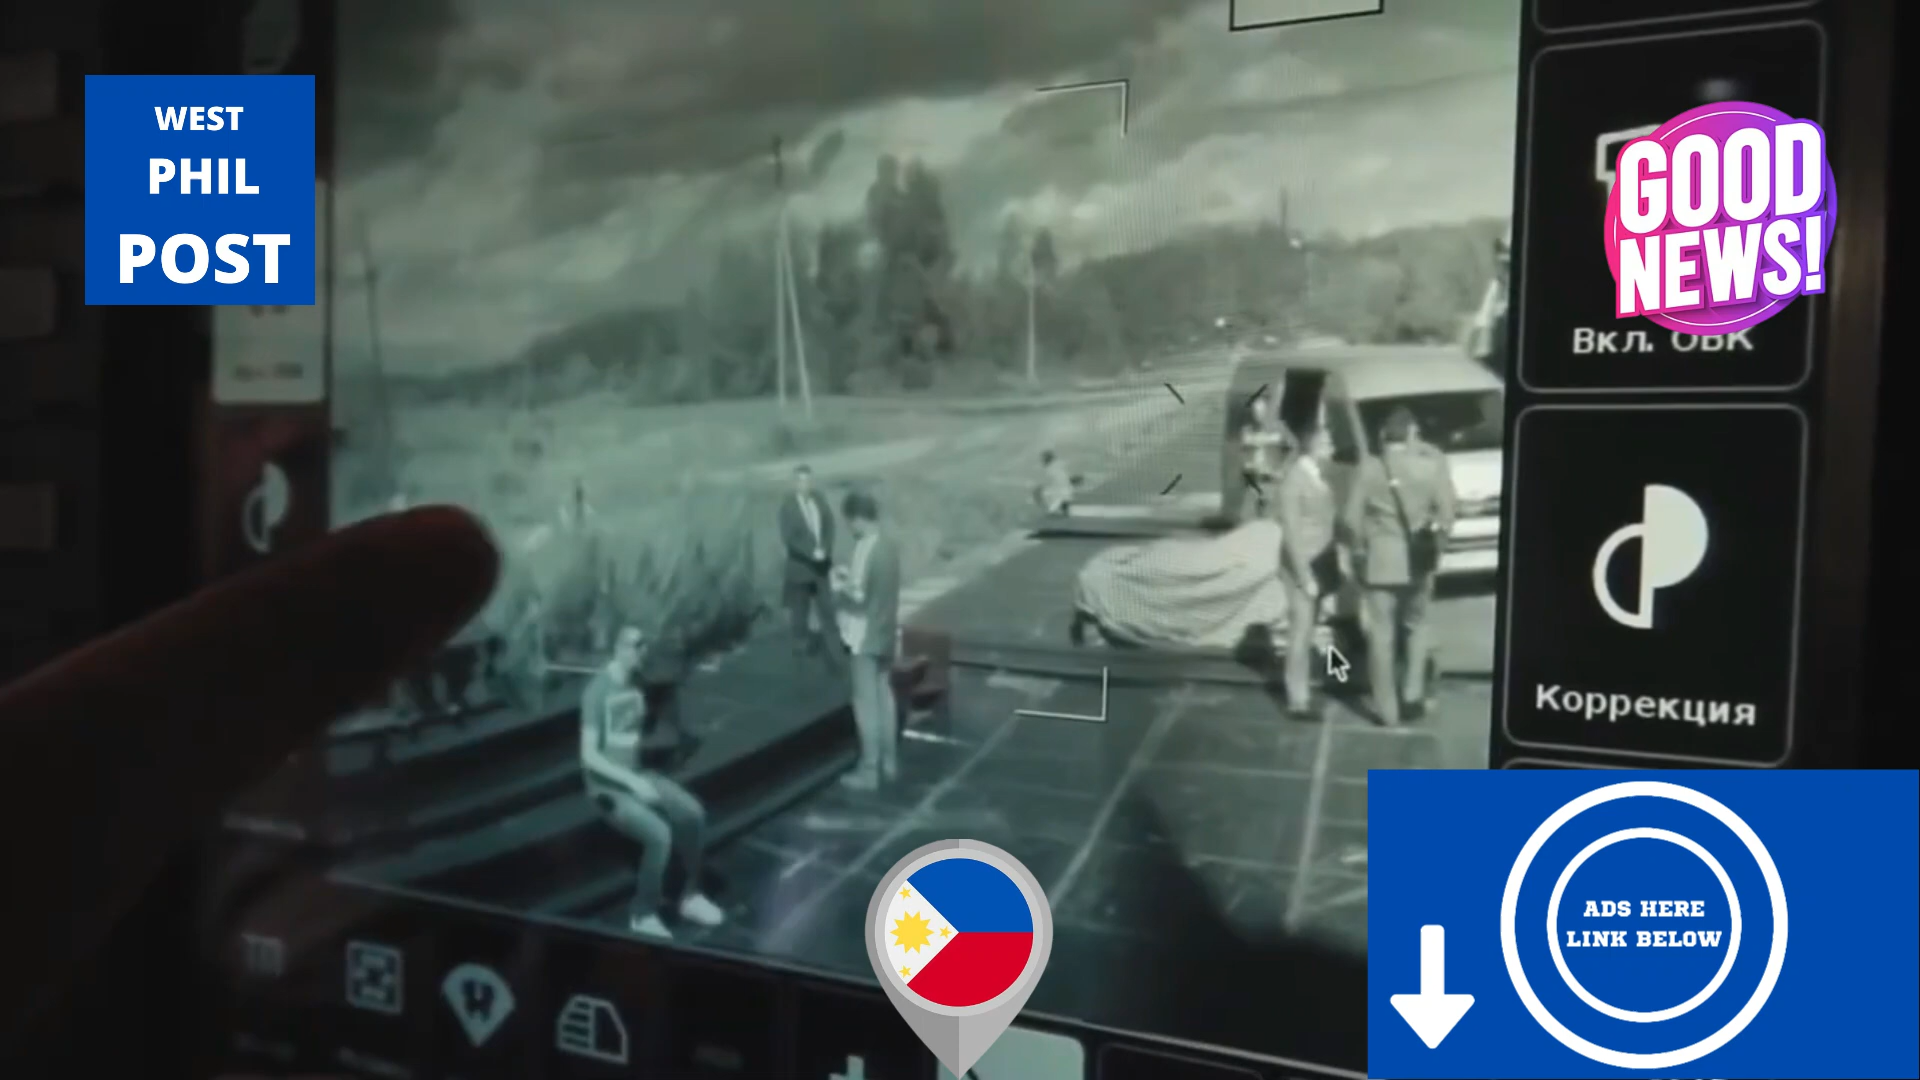 WEST
PHIL
POST
GOOD
NEWS!
Вкл. ОВК
Коррекция
ADS HERE
LINK BELOW